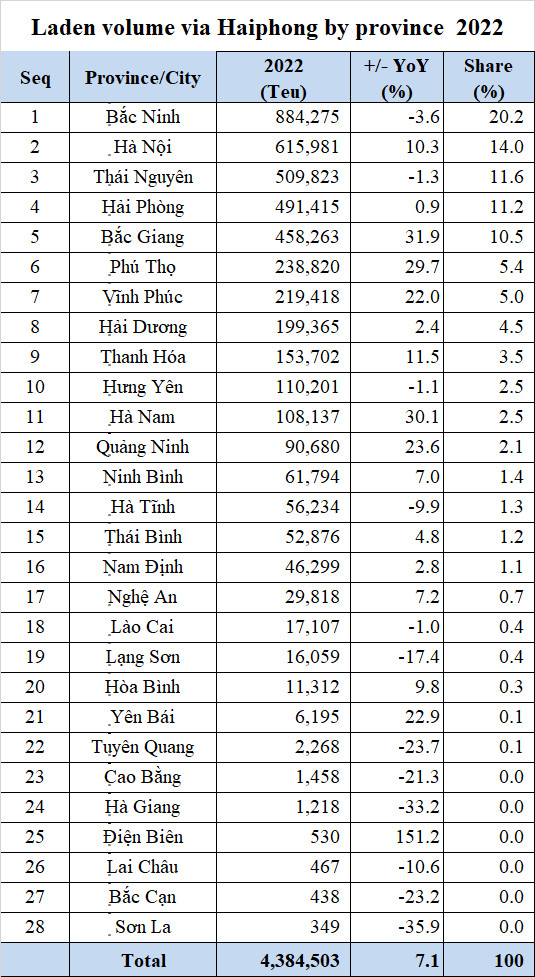 Laden volume via Haiphong by province 2022
Seq Province/City 2022 (Teu) +/- YoY (%) Share (%)
1 Bắc Ninh 884,275 -3.6 20.2
2 Hà Nội 615,981 10.3 14.0
3 Thái Nguyên 509,823 -1.3 11.6
4 Hải Phòng 491,415 0.9 11.2
5 Bắc Giang 458,263 31.9 10.5
6 Phú Thọ 238,820 29.7 5.4
7 Vĩnh Phúc 219,418 22.0 5.0
8 Hải Dương 199,365 2.4 4.5
9 Thanh Hóa 153,702 11.5 3.5
10 Hưng Yên 110,201 -1.1 2.5
11 Hà Nam 108,137 30.1 2.5
12 Quảng Ninh 90,680 23.6 2.1
13 Ninh Bình 61,794 7.0 1.4
14 Hà Tĩnh 56,234 -9.9 1.3
15 Thái Bình 52,876 4.8 1.2
16 Nam Định 46,299 2.8 1.1
17 Nghệ An 29,818 7.2 0.7
18 Lào Cai 17,107 -1.0 0.4
19 Lạng Sơn 16,059 -17.4 0.4
20 Hòa Bình 11,312 9.8 0.3
21 Yên Bái 6,195 22.9 0.1
22 Tuyên Quang 2,268 -23.7 0.1
23 Cao Bằng 1,458 -21.3 0.0
24 Hà Giang 1,218 -33.2 0.0
25 Điện Biên 530 151.2 0.0
26 Lai Châu 467 -10.6 0.0
27 Bắc Cạn 438 -23.2 0.0
28 Sơn La 349 -35.9 0.0
Total 4,384,503 7.1 100